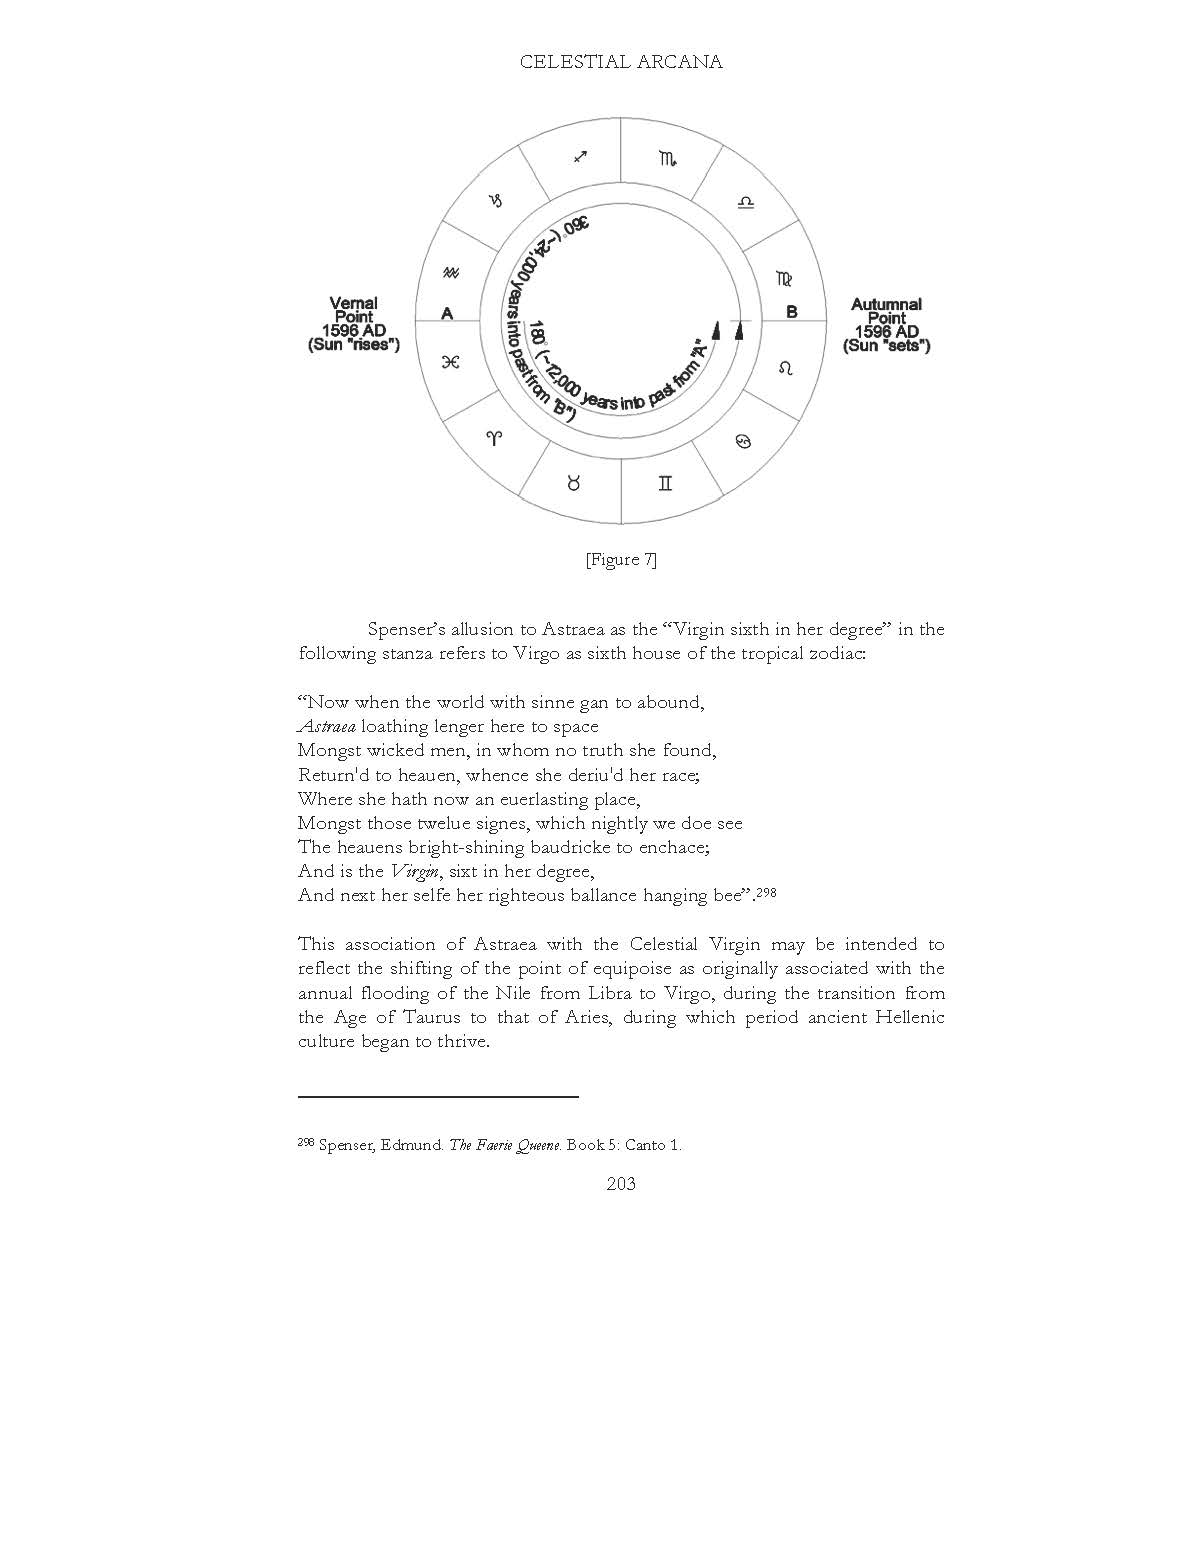 CELESTIAL ARCANA
♐ ♏
♑ ♎
♒ ♍
Vernal
Point
1596 AD
(Sun "rises")
A
B
Autumnal
Point
1596 AD
(Sun "sets")
♓ ♌
♈ ♋
♉ ♊
360° (~24,000 years into past from "B")
180° (~12,000 years into past from "A"
[Figure 7]
Spenser’s allusion to Astraea as the “Virgin sixth in her degree” in the
following stanza refers to Virgo as sixth house of the tropical zodiac:
“Now when the world with sinne gan to abound,
Astraea loathing lenger here to space
Mongst wicked men, in whom no truth she found,
Return'd to heauen, whence she deriu'd her race;
Where she hath now an euerlasting place,
Mongst those twelue signes, which nightly we doe see
The heauens bright-shining baudricke to enchace;
And is the Virgin, sixt in her degree,
And next her selfe her righteous ballance hanging bee”.298
This association of Astraea with the Celestial Virgin may be intended to
reflect the shifting of the point of equipoise as originally associated with the
annual flooding of the Nile from Libra to Virgo, during the transition from
the Age of Taurus to that of Aries, during which period ancient Hellenic
culture began to thrive.
298 Spenser, Edmund. The Faerie Queene. Book 5: Canto 1.
203